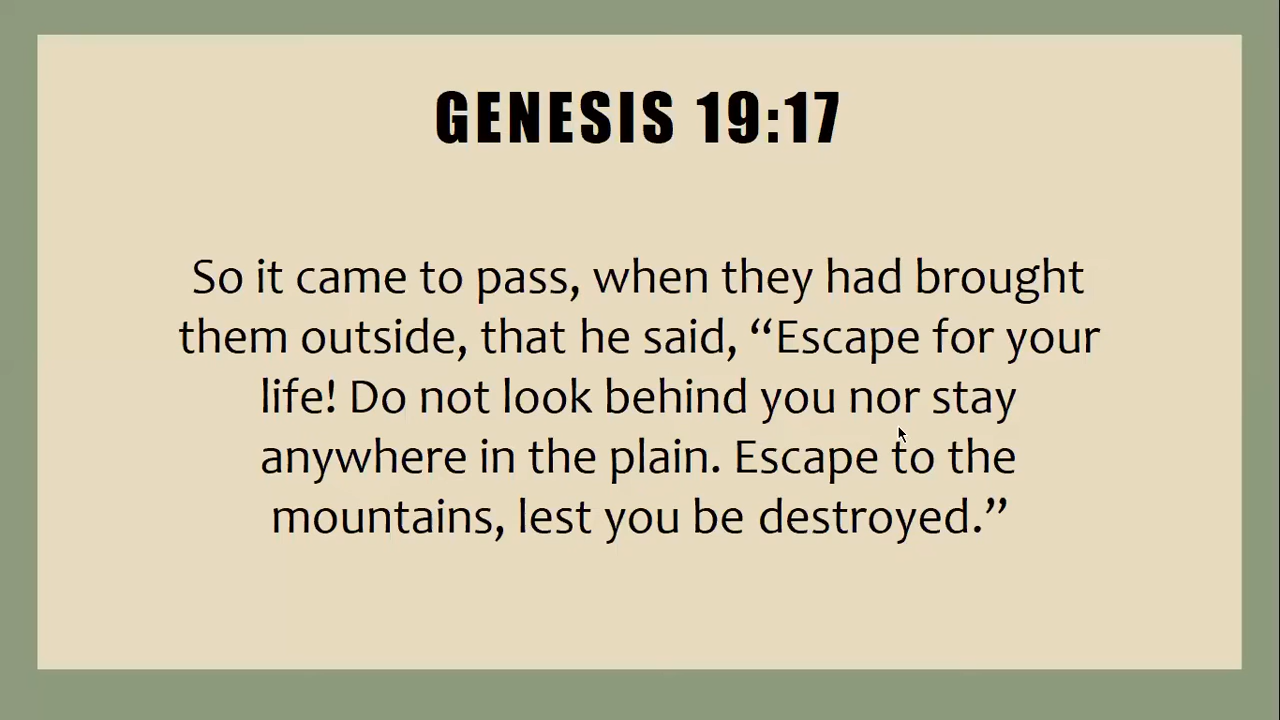 GENESIS 19:17
So it came to pass, when they had brought
them outside, that he said, “Escape for your
life! Do not look behind you nor stay
anywhere in the plain. Escape to the
mountains, lest you be destroyed.”